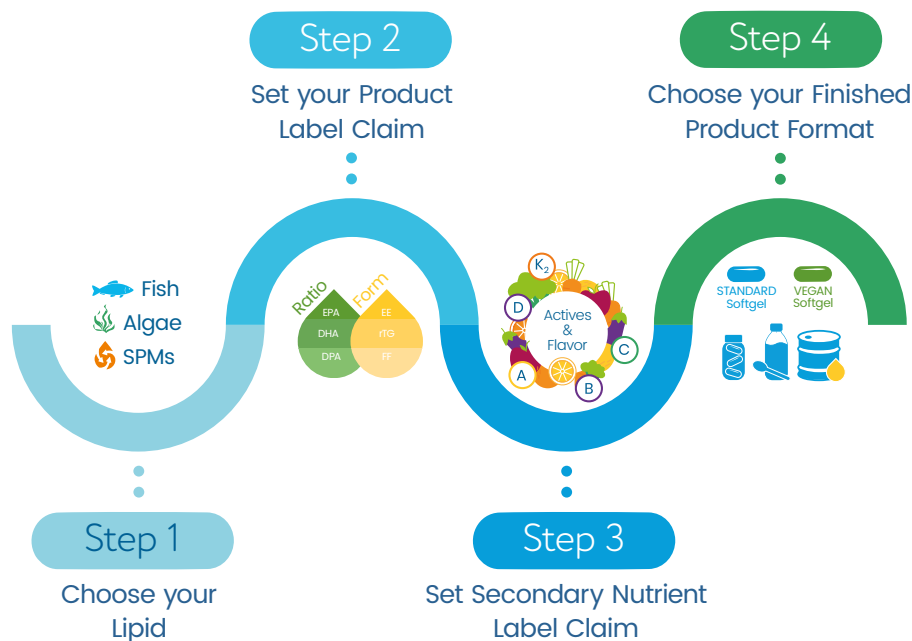 Step 1
Choose your
Lipid
Fish
Algae
SPMs
Step 2
Set your Product
Label Claim
Ratio
EPA
DHA
DPA
Form
EE
rTG
FF
Step 3
Set Secondary Nutrient
Label Claim
Actives
&
Flavor
K₂
D
A
B
C
Step 4
Choose your Finished
Product Format
STANDARD
Softgel
VEGAN
Softgel